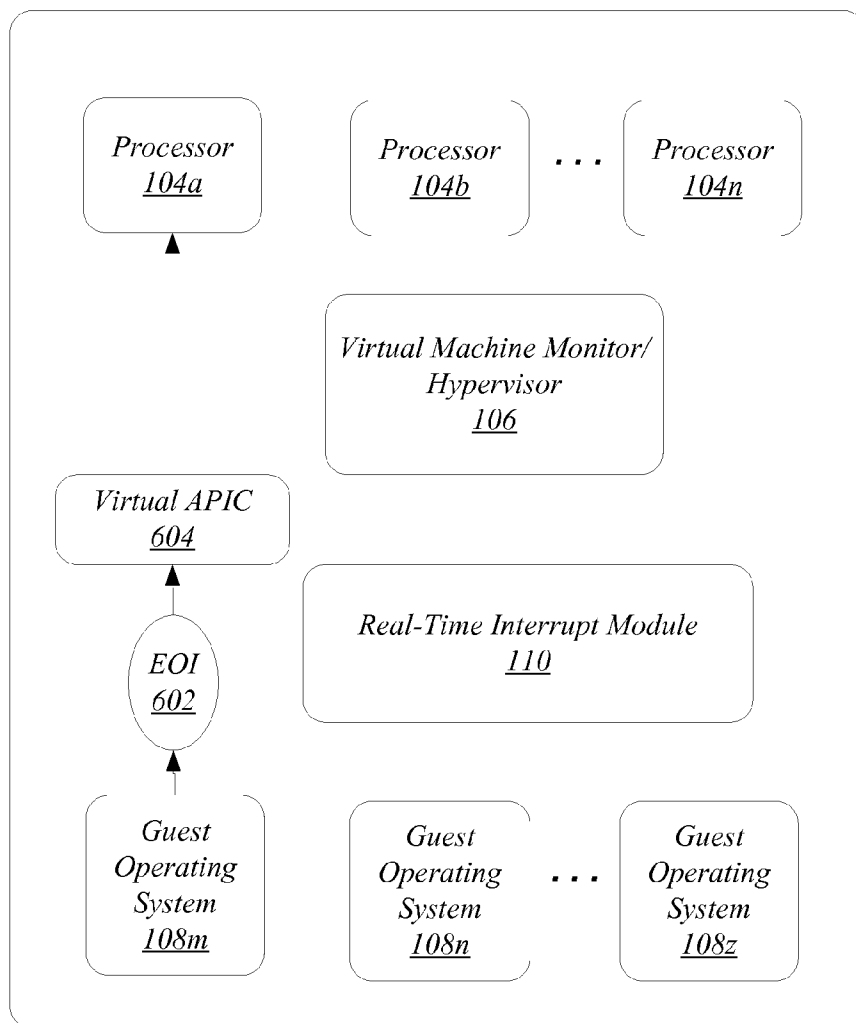 Processor
104a
Processor
104b
. . .
Processor
104n
Virtual Machine Monitor/
Hypervisor
106
Virtual APIC
604
Real-Time Interrupt Module
110
EOI
602
Guest
Operating
System
108m
Guest
Operating
System
108n
. . .
Guest
Operating
System
108z